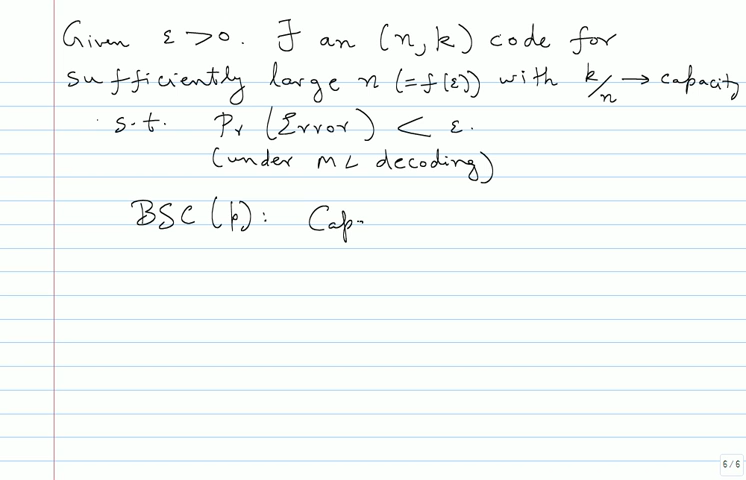 Given ε > 0. ∃ an (n, k) code for
sufficiently large n (= f(ε)) with k/n → capacity
s.t. Pr (Error) < ε.
(under ML decoding)
BSC (p): Cap
6 / 6